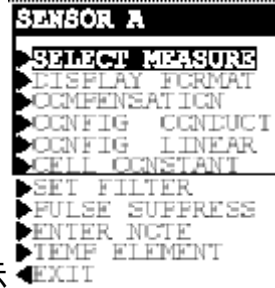 SENSOR A
SELECT MEASURE
DISPLAY FORMAT
COMPENSATION
CONFIG CONDUCT
CONFIG LINEAR
CELL CONSTANT
SET FILTER
PULSE SUPPRESS
ENTER NOTE
TEMP ELEMENT
EXIT